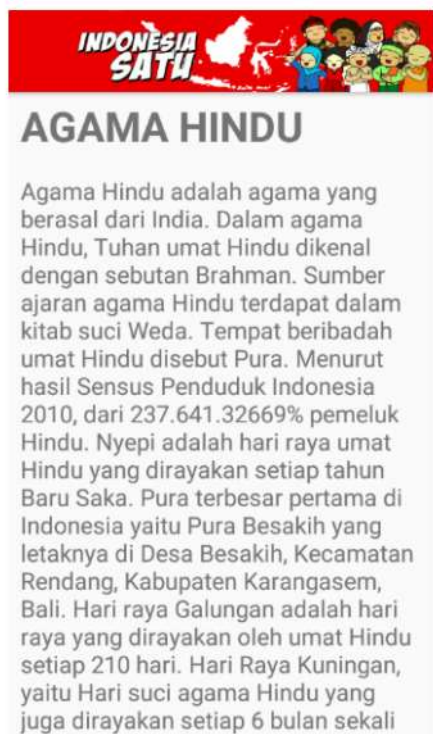 INDONESIA
SATU
AGAMA HINDU
Agama Hindu adalah agama yang
berasal dari India. Dalam agama
Hindu, Tuhan umat Hindu dikenal
dengan sebutan Brahman. Sumber
ajaran agama Hindu terdapat dalam
kitab suci Weda. Tempat beribadah
umat Hindu disebut Pura. Menurut
hasil Sensus Penduduk Indonesia
2010, dari 237.641.32669% pemeluk
Hindu. Nyepi adalah hari raya umat
Hindu yang dirayakan setiap tahun
Baru Saka. Pura terbesar pertama di
Indonesia yaitu Pura Besakih yang
letaknya di Desa Besakih, Kecamatan
Rendang, Kabupaten Karangasem,
Bali. Hari raya Galungan adalah hari
raya yang dirayakan oleh umat Hindu
setiap 210 hari. Hari Raya Kuningan,
yaitu Hari suci agama Hindu yang
juga dirayakan setiap 6 bulan sekali